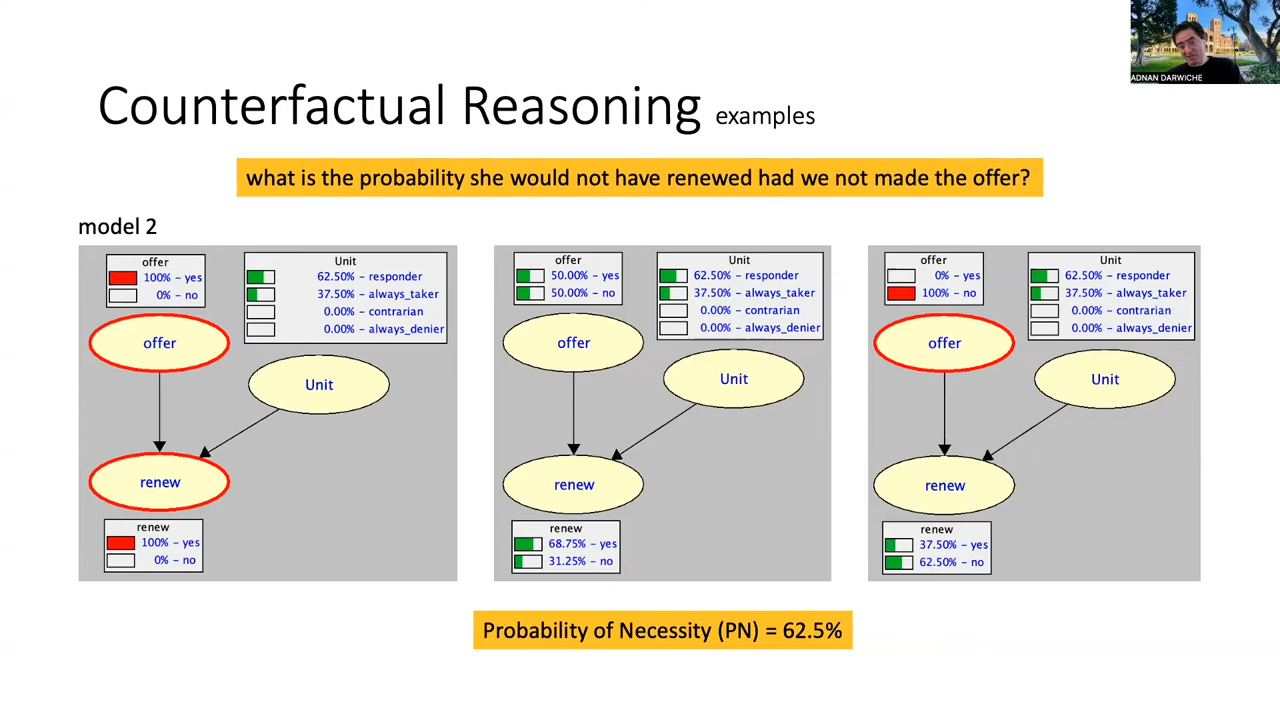 ADNAN DARWICHE
Counterfactual Reasoning examples
what is the probability she would not have renewed had we not made the offer?
model 2
offer
100% - yes
0% - no
Unit
62.50% - responder
37.50% - always_taker
0.00% - contrarian
0.00% - always_denier
offer
Unit
renew
renew
100% - yes
0% - no
offer
50.00% - yes
50.00% - no
Unit
62.50% - responder
37.50% - always_taker
0.00% - contrarian
0.00% - always_denier
offer
Unit
renew
renew
68.75% - yes
31.25% - no
offer
0% - yes
100% - no
Unit
62.50% - responder
37.50% - always_taker
0.00% - contrarian
0.00% - always_denier
offer
Unit
renew
renew
37.50% - yes
62.50% - no
Probability of Necessity (PN) = 62.5%